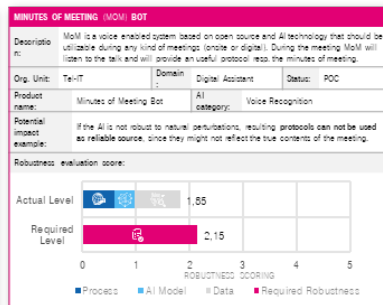 MINUTES OF MEETING (MOM) BOT
Descriptio
n:
MoM is a voice enabled system based on open source and AI technology that should be
utilizable during any kind of meetings (onsite or digital). During the meeting MoM will
listen to the talk and will provide an useful protocol resp. the minutes of meeting.
Org. Unit: Tel-IT Domain
: Digital Assistant Status: POC
Product
name: Minutes of Meeting Bot AI
category: Voice Recognition
Potential
impact
example:
If the AI is not robust to natural perturbations, resulting protocols can not be used
as reliable source, since they might not reflect the true contents of the meeting.
Robustness evaluation score:
Actual Level 1,85
Required
Level 2,15
0 1 2 3 4 5
ROBUSTNESS SCORING
Process AI Model Data Required Robustness